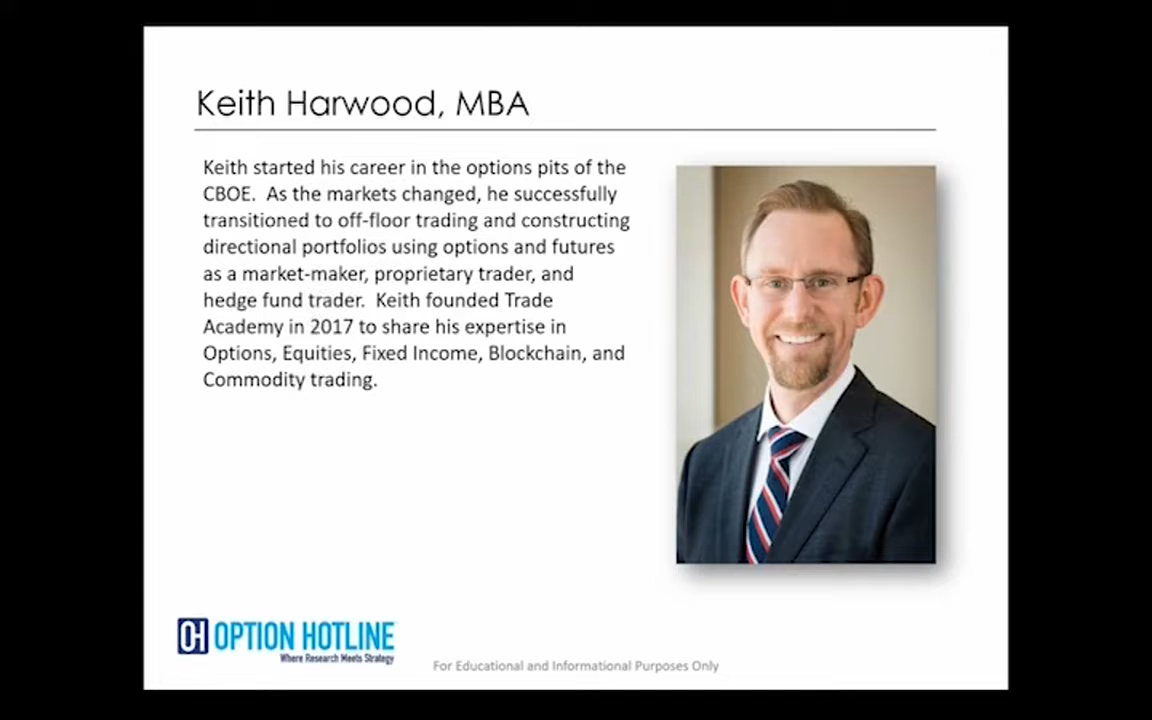 Keith Harwood, MBA
Keith started his career in the options pits of the
CBOE.  As the markets changed, he successfully
transitioned to off-floor trading and constructing
directional portfolios using options and futures
as a market-maker, proprietary trader, and
hedge fund trader.  Keith founded Trade
Academy in 2017 to share his expertise in
Options, Equities, Fixed Income, Blockchain, and
Commodity trading.
OH OPTION HOTLINE
Where Research Meets Strategy
For Educational and Informational Purposes Only